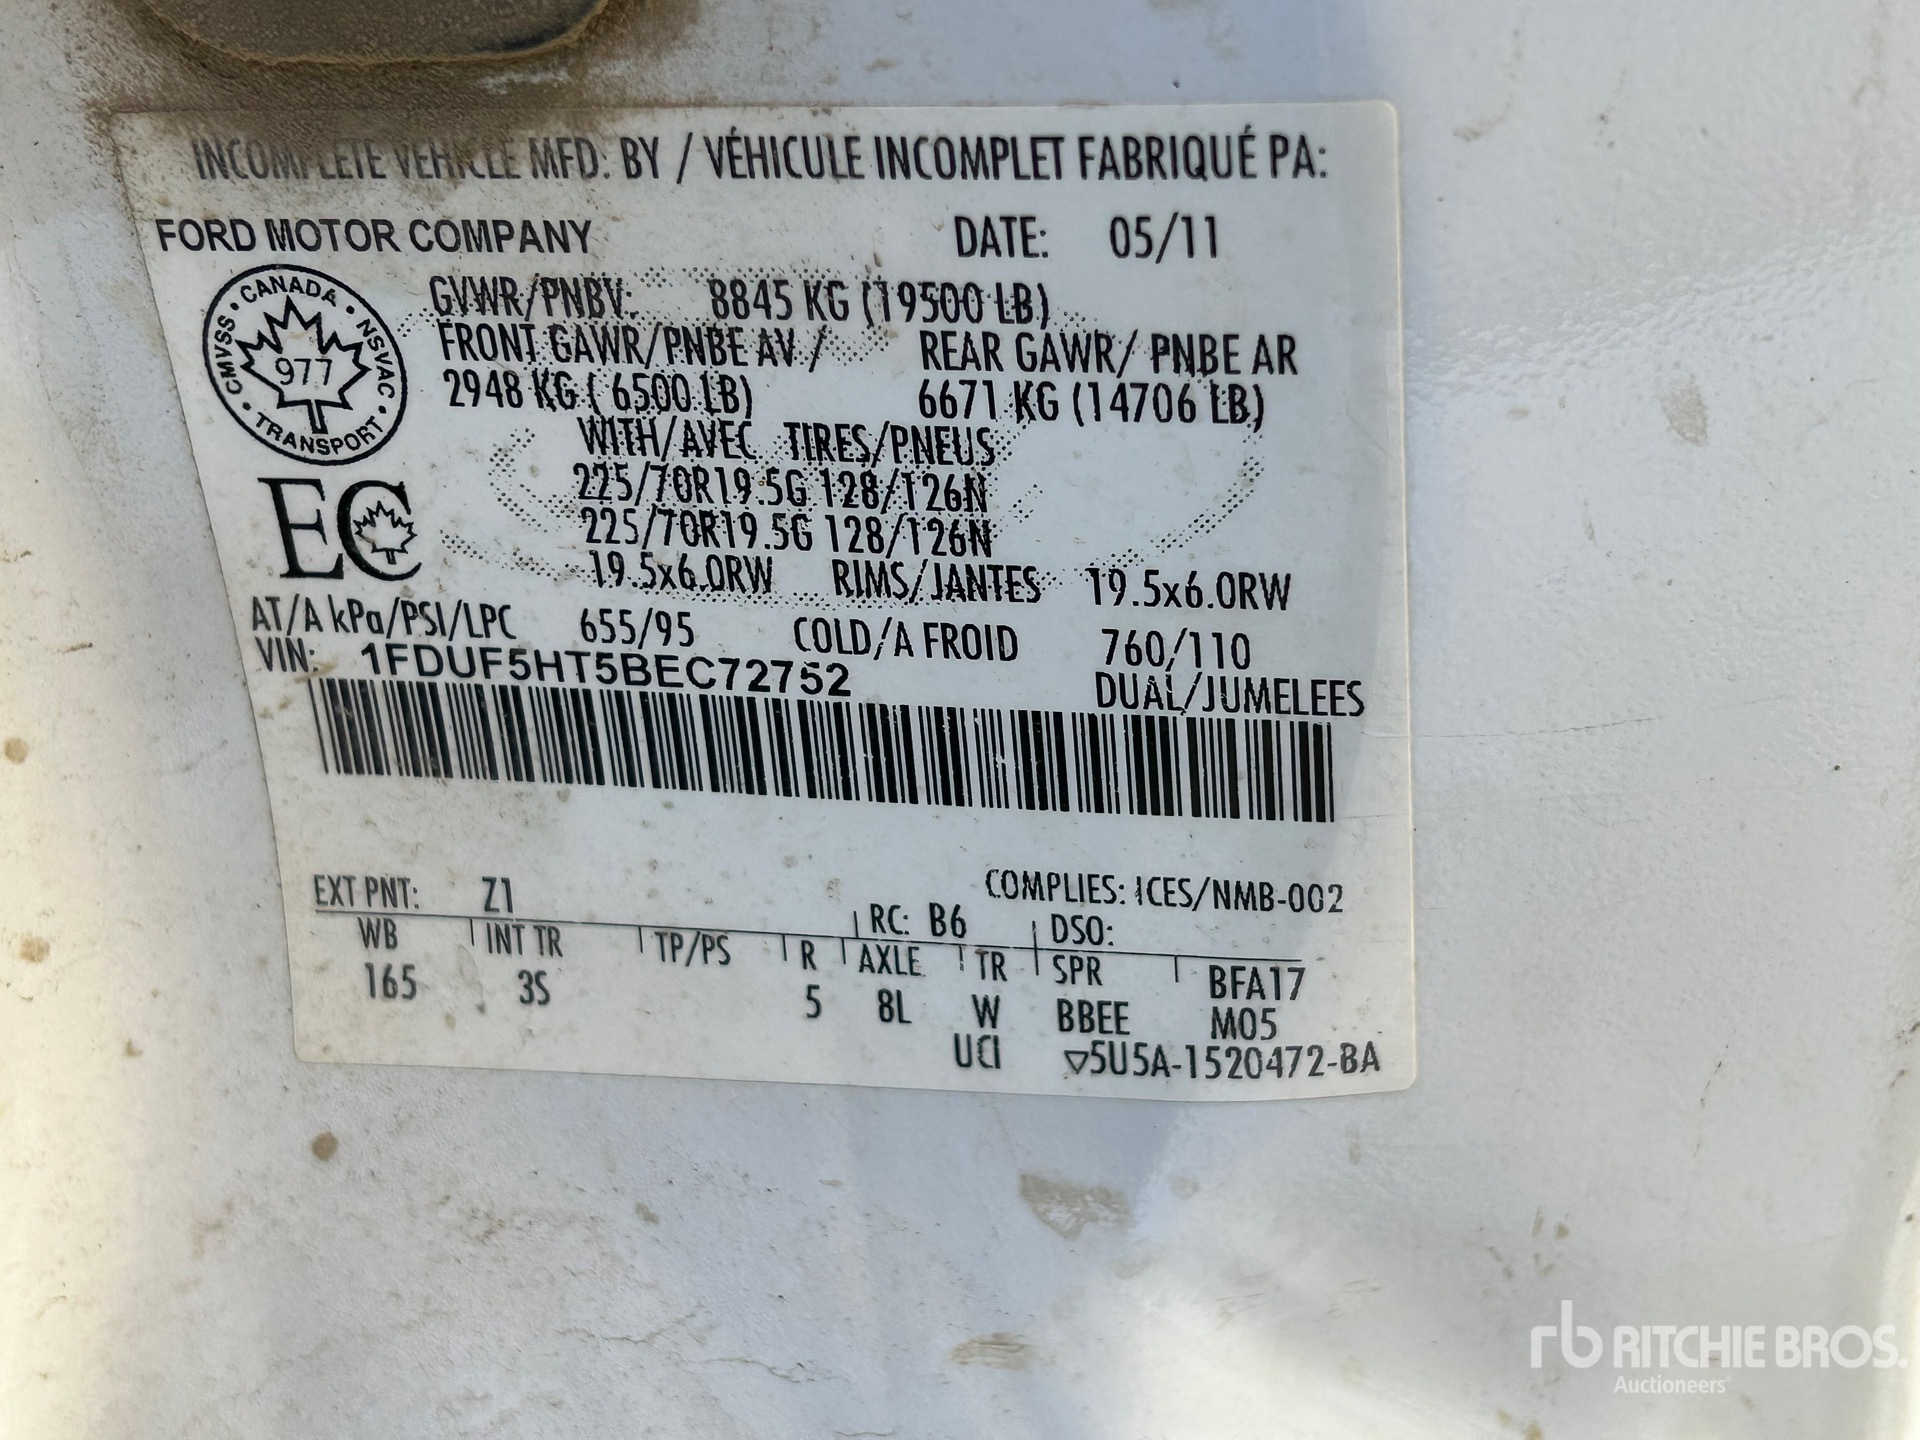 INCOMPLETE VEHICLE MFD. BY / VÉHICULE INCOMPLET FABRIQUÉ PA:
FORD MOTOR COMPANY DATE: 05/11
CMVSS • CANADA • NSVAC • TRANSPORT •
977
GVWR/PNBV: 8845 KG (19500 LB)
FRONT GAWR/PNBE AV / REAR GAWR/ PNBE AR
2948 KG ( 6500 LB) 6671 KG (14706 LB)
WITH/AVEC TIRES/PNEUS
225/70R19.5G 128/126N
225/70R19.5G 128/126N
EC
19.5x6.0RW RIMS/JANTES 19.5x6.0RW
AT/A kPa/PSI/LPC 655/95 COLD/A FROID 760/110
VIN: 1FDUF5HT5BEC72752 DUAL/JUMELEES
EXT PNT: Z1 COMPLIES: ICES/NMB-002
RC: B6 DSO:
WB INT TR TP/PS R AXLE TR SPR BFA17
165 3S 5 8L W BBEE M05
UCI ▽5U5A-1520472-BA
rb RITCHIE BROS.
Auctioneers